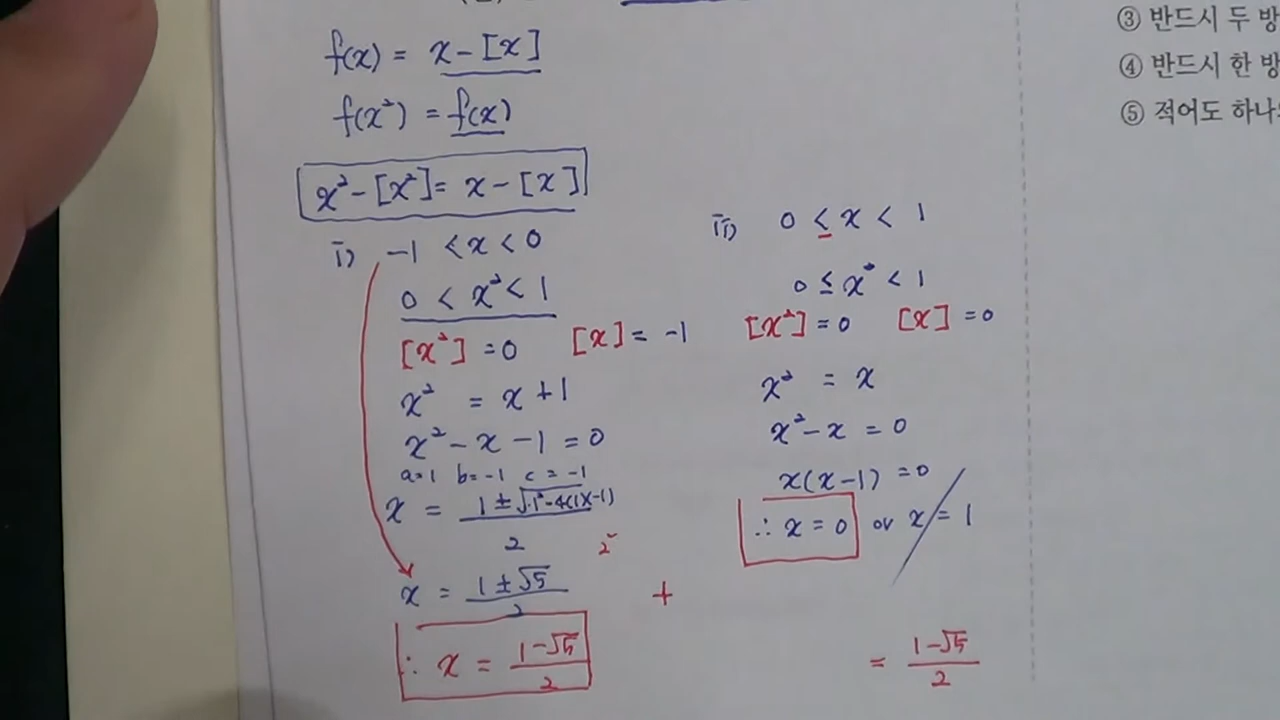 f(x) = x - [x]
f(x²) = f(x)
x² - [x²] = x - [x]
i) -1 < x < 0
0 < x² < 1
[x²] = 0   [x] = -1
x² = x + 1
x² - x - 1 = 0
a=1 b=-1 c=-1
x = (1 ± √(1² - 4(1×-1))) / 2
2
x = (1 ± √5) / 2
∴ x = (1 - √5) / 2
ii) 0 ≤ x < 1
0 ≤ x² < 1
[x²] = 0   [x] = 0
x² = x
x² - x = 0
x(x-1) = 0
∴ x = 0 or x = 1
+
= (1 - √5) / 2
③ 반드시 두 방
④ 반드시 한 방
⑤ 적어도 하나